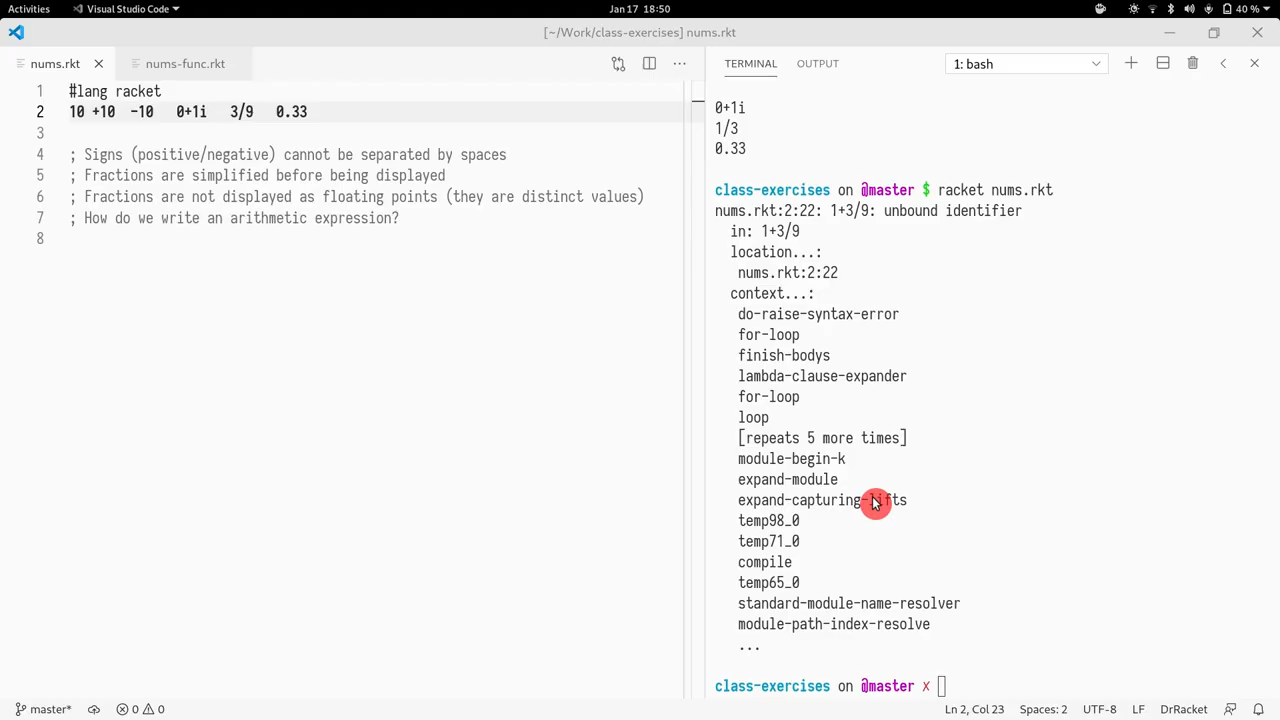 Activities Visual Studio Code Jan 17 18:50 40 %
[~/Work/class-exercises] nums.rkt
nums.rkt nums-func.rkt
1 #lang racket
2 10 +10 -10 0+1i 3/9 0.33
3
4 ; Signs (positive/negative) cannot be separated by spaces
5 ; Fractions are simplified before being displayed
6 ; Fractions are not displayed as floating points (they are distinct values)
7 ; How do we write an arithmetic expression?
8
TERMINAL OUTPUT 1: bash
0+1i
1/3
0.33
class-exercises on @master $ racket nums.rkt
nums.rkt:2:22: 1+3/9: unbound identifier
in: 1+3/9
location...:
nums.rkt:2:22
context...:
do-raise-syntax-error
for-loop
finish-bodys
lambda-clause-expander
for-loop
loop
[repeats 5 more times]
module-begin-k
expand-module
expand-capturing-lifts
temp98_0
temp71_0
compile
temp65_0
standard-module-name-resolver
module-path-index-resolve
...
class-exercises on @master x
master* 0 0 Ln 2, Col 23 Spaces: 2 UTF-8 LF DrRacket